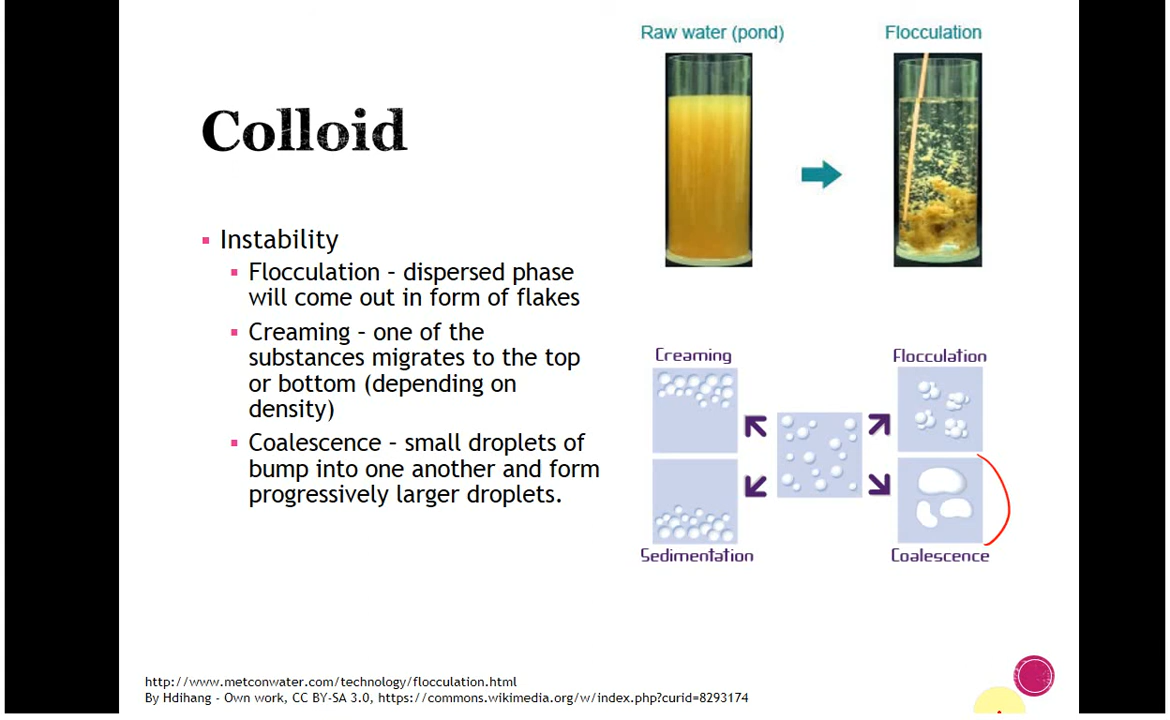 Colloid
Instability
Flocculation – dispersed phase
will come out in form of flakes
Creaming – one of the
substances migrates to the top
or bottom (depending on
density)
Coalescence – small droplets of
bump into one another and form
progressively larger droplets.
Raw water (pond)
Flocculation
Creaming
Flocculation
Sedimentation
Coalescence
http://www.metconwater.com/technology/flocculation.html
By Hdihang - Own work, CC BY-SA 3.0, https://commons.wikimedia.org/w/index.php?curid=8293174